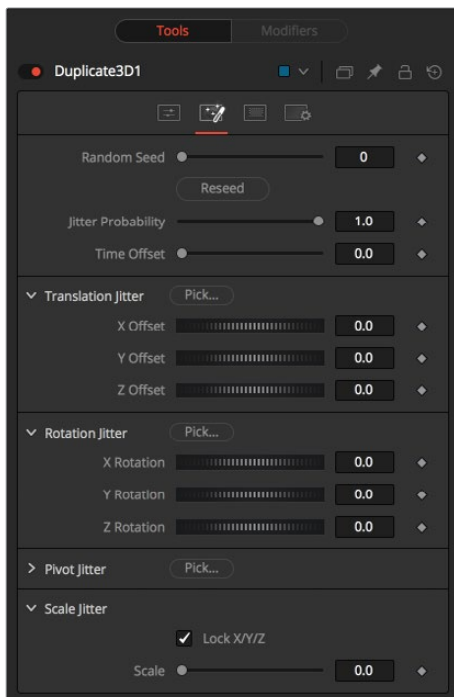 Tools Modifiers
Duplicate3D1
Random Seed 0
Reseed
Jitter Probability 1.0
Time Offset 0.0
Translation Jitter Pick...
X Offset 0.0
Y Offset 0.0
Z Offset 0.0
Rotation Jitter Pick...
X Rotation 0.0
Y Rotation 0.0
Z Rotation 0.0
Pivot Jitter Pick...
Scale Jitter
Lock X/Y/Z
Scale 0.0